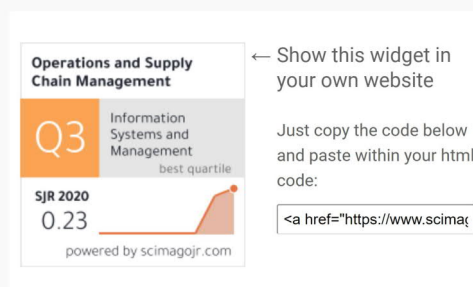 Operations and Supply
Chain Management
Q3
Information
Systems and
Management
best quartile
SJR 2020
0.23
powered by scimagojr.com
← Show this widget in
your own website
Just copy the code below
and paste within your html
code:
<a href="https://www.scimag